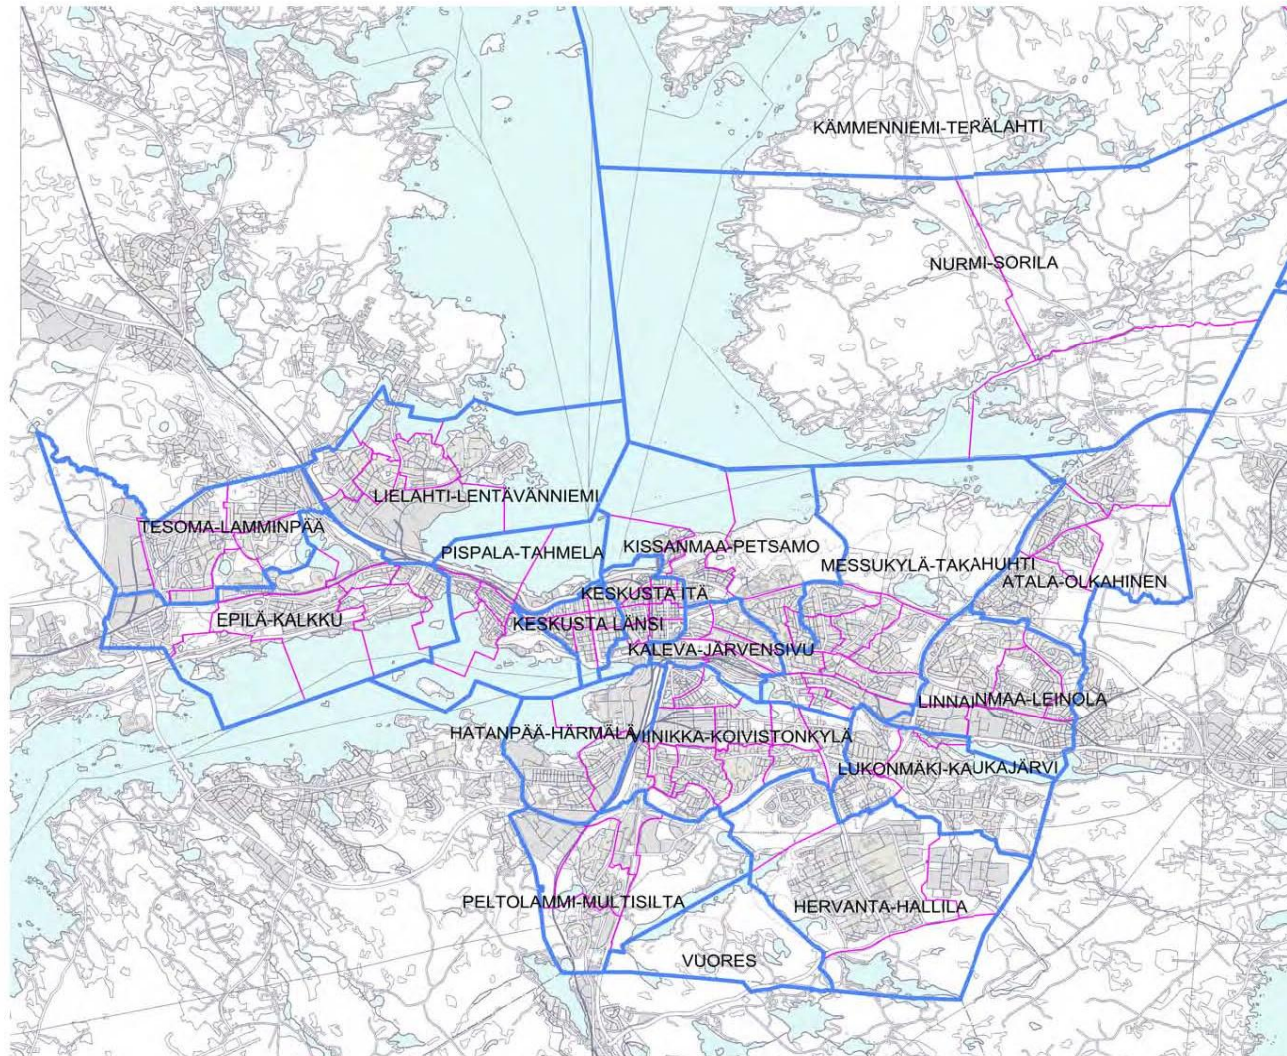 KÄMMENNIEMI-TERÄLAHTI
NURMI-SORILA
LIELAHTI-LENTÄVÄNNIEMI
TESOMA-LAMMINPÄÄ
PISPALA-TAHMELA
KISSANMAA-PETSAMO
MESSUKYLÄ-TAKAHUHTI
ATALA-OLKAHINEN
KESKUSTA ITÄ
EPILÄ-KALKKU
KESKUSTA LÄNSI
KALEVA-JÄRVENSIVU
LINNAINMAA-LEINOLA
HATANPÄÄ-HÄRMÄLÄ
VIINIKKA-KOIVISTONKYLÄ
LUKONMÄKI-KAUKAJÄRVI
PELTOLAMMI-MULTISILTA
HERVANTA-HALLILA
VUORES